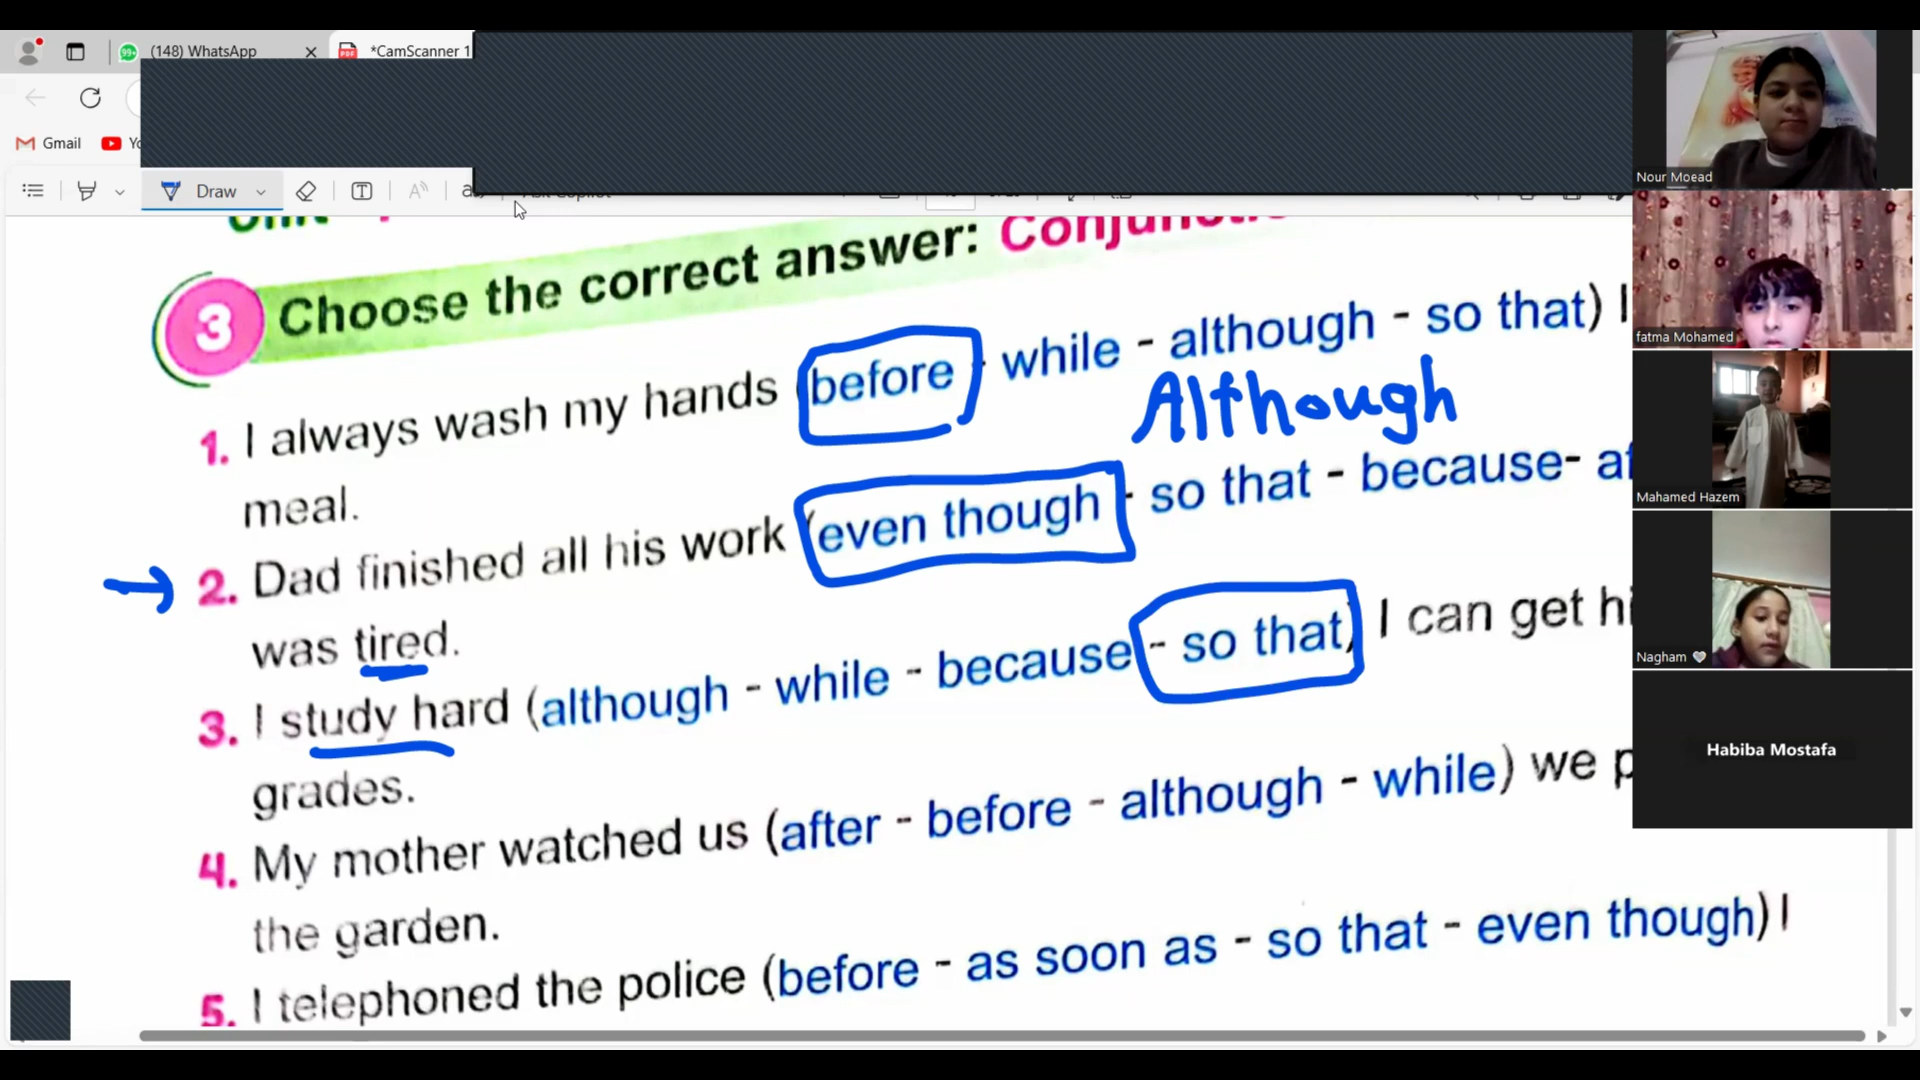 (148) WhatsApp
*CamScanner 1
Gmail
Draw
Choose the correct answer:
3
1. I always wash my hands (before - while - although - so that) I
Although
meal.
2. Dad finished all his work (even though - so that - because-
was tired.
3. I study hard (although - while - because - so that) I can get
grades.
4. My mother watched us (after - before - although - while) we
the garden.
5. I telephoned the police (before - as soon as - so that - even though) I
Nour Moead
fatma Mohamed
Mahamed Hazem
Nagham 🤍
Habiba Mostafa